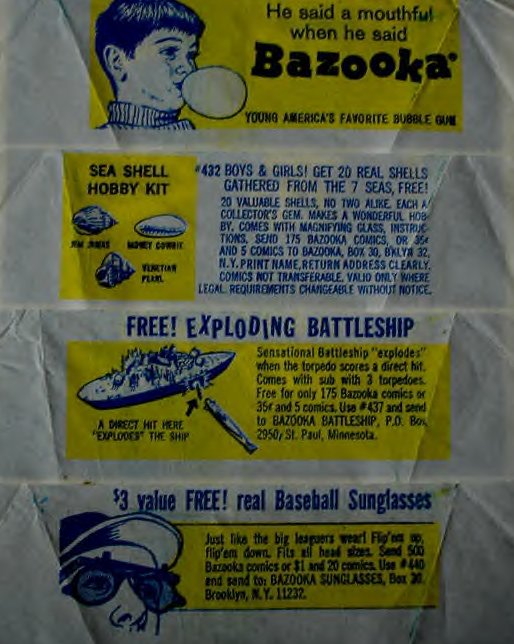 He said a mouthful
when he said
Bazooka®
YOUNG AMERICA'S FAVORITE BUBBLE GUM
SEA SHELL
HOBBY KIT
MONEY COWRIE
VENETIAN
PEARL
#432 BOYS & GIRLS! GET 20 REAL SHELLS
GATHERED FROM THE 7 SEAS, FREE!
20 VALUABLE SHELLS, NO TWO ALIKE. EACH A
COLLECTOR'S GEM. MAKES A WONDERFUL HOB-
BY, COMES WITH MAGNIFYING GLASS, INSTRUC-
TIONS, SEND 175 BAZOOKA COMICS, OR 35¢
AND 5 COMICS TO BAZOOKA, BOX 30, B'KLYN 32,
N.Y. PRINT NAME, RETURN ADDRESS CLEARLY.
COMICS NOT TRANSFERABLE, VALID ONLY WHERE
LEGAL. REQUIREMENTS CHANGEABLE WITHOUT NOTICE.
FREE! EXPLODING BATTLESHIP
A DIRECT HIT HERE
"EXPLODES" THE SHIP
Sensational Battleship "explodes"
when the torpedo scores a direct hit.
Comes with sub with 3 torpedoes.
Free for only 175 Bazooka comics or
35¢ and 5 comics. Use #437 and send
to BAZOOKA BATTLESHIP, P.O. Box
2950, St. Paul, Minnesota.
$3 value FREE! real Baseball Sunglasses
Just like the big leaguers wear! Flip'em up,
flip'em down. Fits all head sizes. Send 500
Bazooka comics or $1 and 20 comics. Use #440
and send to: BAZOOKA SUNGLASSES, Box 30,
Brooklyn, N.Y. 11232.